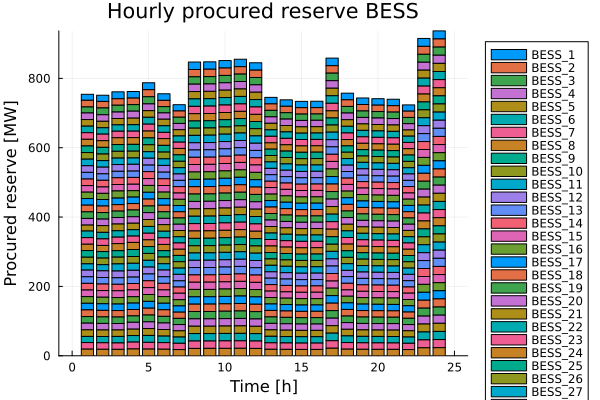 Hourly procured reserve BESS
Procured reserve [MW]
800
600
400
200
0
0 5 10 15 20 25
Time [h]
BESS_1
BESS_2
BESS_3
BESS_4
BESS_5
BESS_6
BESS_7
BESS_8
BESS_9
BESS_10
BESS_11
BESS_12
BESS_13
BESS_14
BESS_15
BESS_16
BESS_17
BESS_18
BESS_19
BESS_20
BESS_21
BESS_22
BESS_23
BESS_24
BESS_25
BESS_26
BESS_27